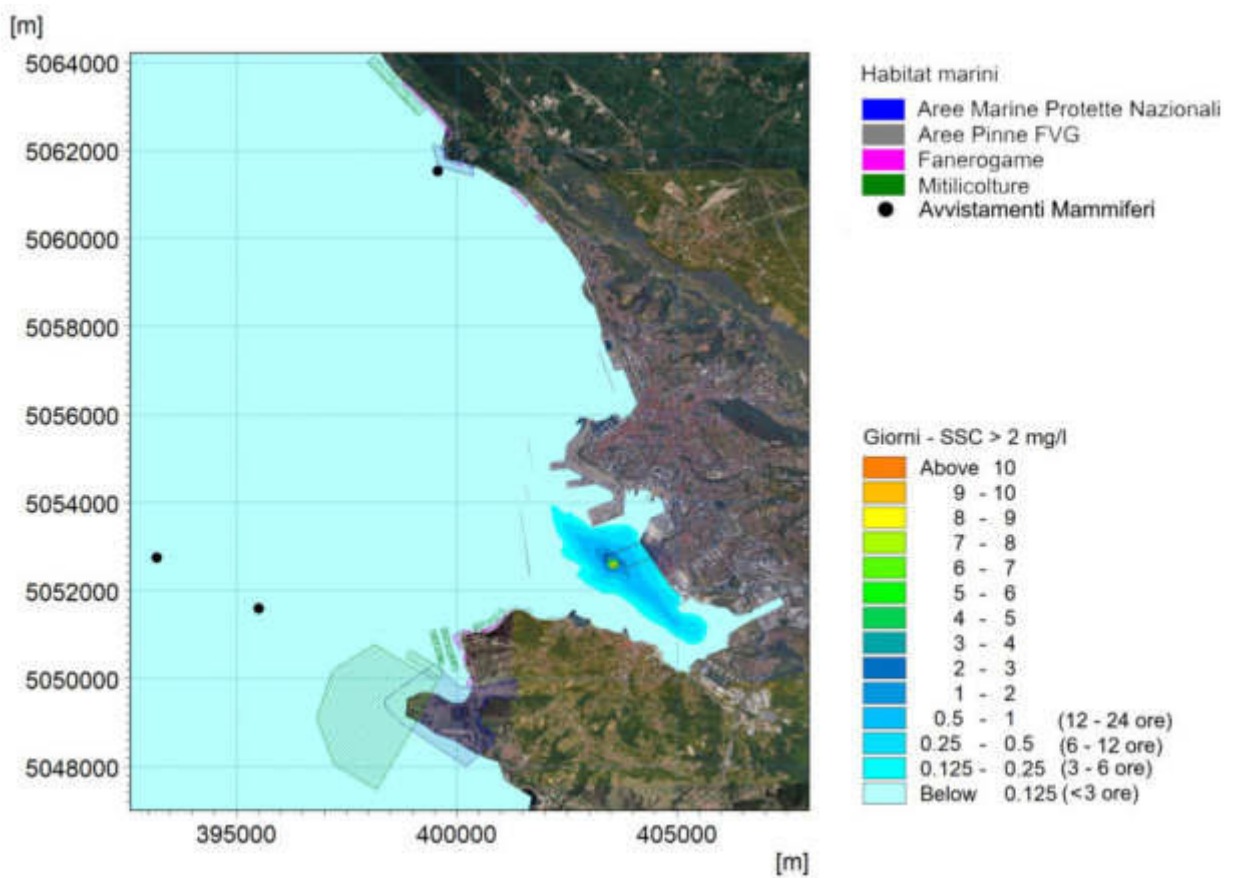 [m]
5064000
5062000
5060000
5058000
5056000
5054000
5052000
5050000
5048000
395000
400000
405000
[m]
Habitat marini
Aree Marine Protette Nazionali
Aree Pinne FVG
Fanerogame
Mitilicolture
Avvistamenti Mammiferi
Giorni - SSC > 2 mg/l
Above 10
9 - 10
8 - 9
7 - 8
6 - 7
5 - 6
4 - 5
3 - 4
2 - 3
1 - 2
0.5 - 1 (12 - 24 ore)
0.25 - 0.5 (6 - 12 ore)
0.125 - 0.25 (3 - 6 ore)
Below 0.125 (<3 ore)